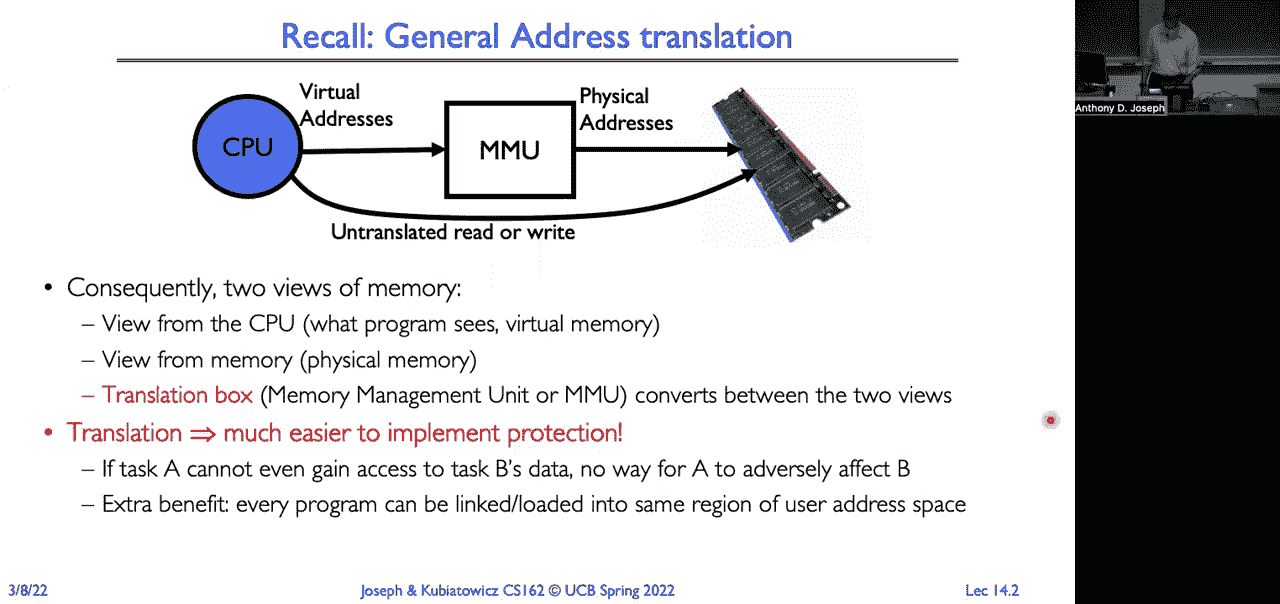 Recall: General Address translation
Virtual
Addresses
Physical
Addresses
CPU
MMU
Untranslated read or write
Anthony D. Joseph
• Consequently, two views of memory:
– View from the CPU (what program sees, virtual memory)
– View from memory (physical memory)
– Translation box (Memory Management Unit or MMU) converts between the two views
• Translation ⇒ much easier to implement protection!
– If task A cannot even gain access to task B's data, no way for A to adversely affect B
– Extra benefit: every program can be linked/loaded into same region of user address space
3/8/22
Joseph & Kubiatowicz CS162 © UCB Spring 2022
Lec 14.2